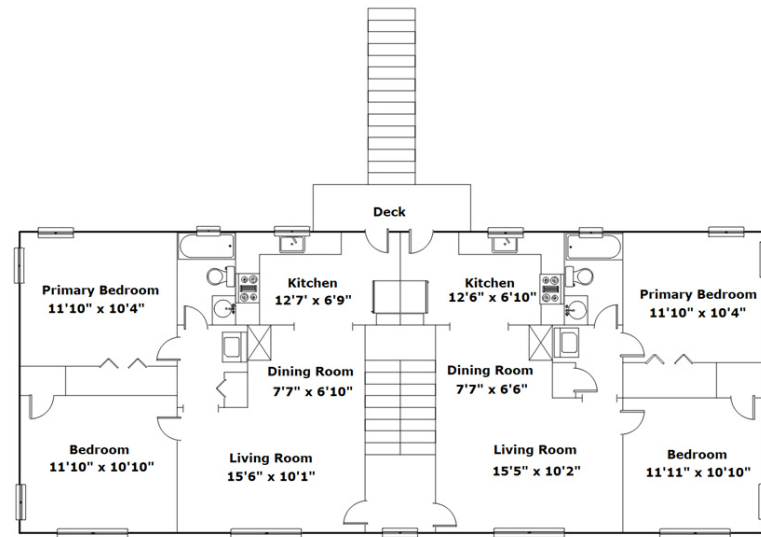 Deck
Primary Bedroom
11'10" x 10'4"
Kitchen
12'7" x 6'9"
Kitchen
12'6" x 6'10"
Primary Bedroom
11'10" x 10'4"
Dining Room
7'7" x 6'10"
Dining Room
7'7" x 6'6"
Bedroom
11'10" x 10'10"
Living Room
15'6" x 10'1"
Living Room
15'5" x 10'2"
Bedroom
11'11" x 10'10"